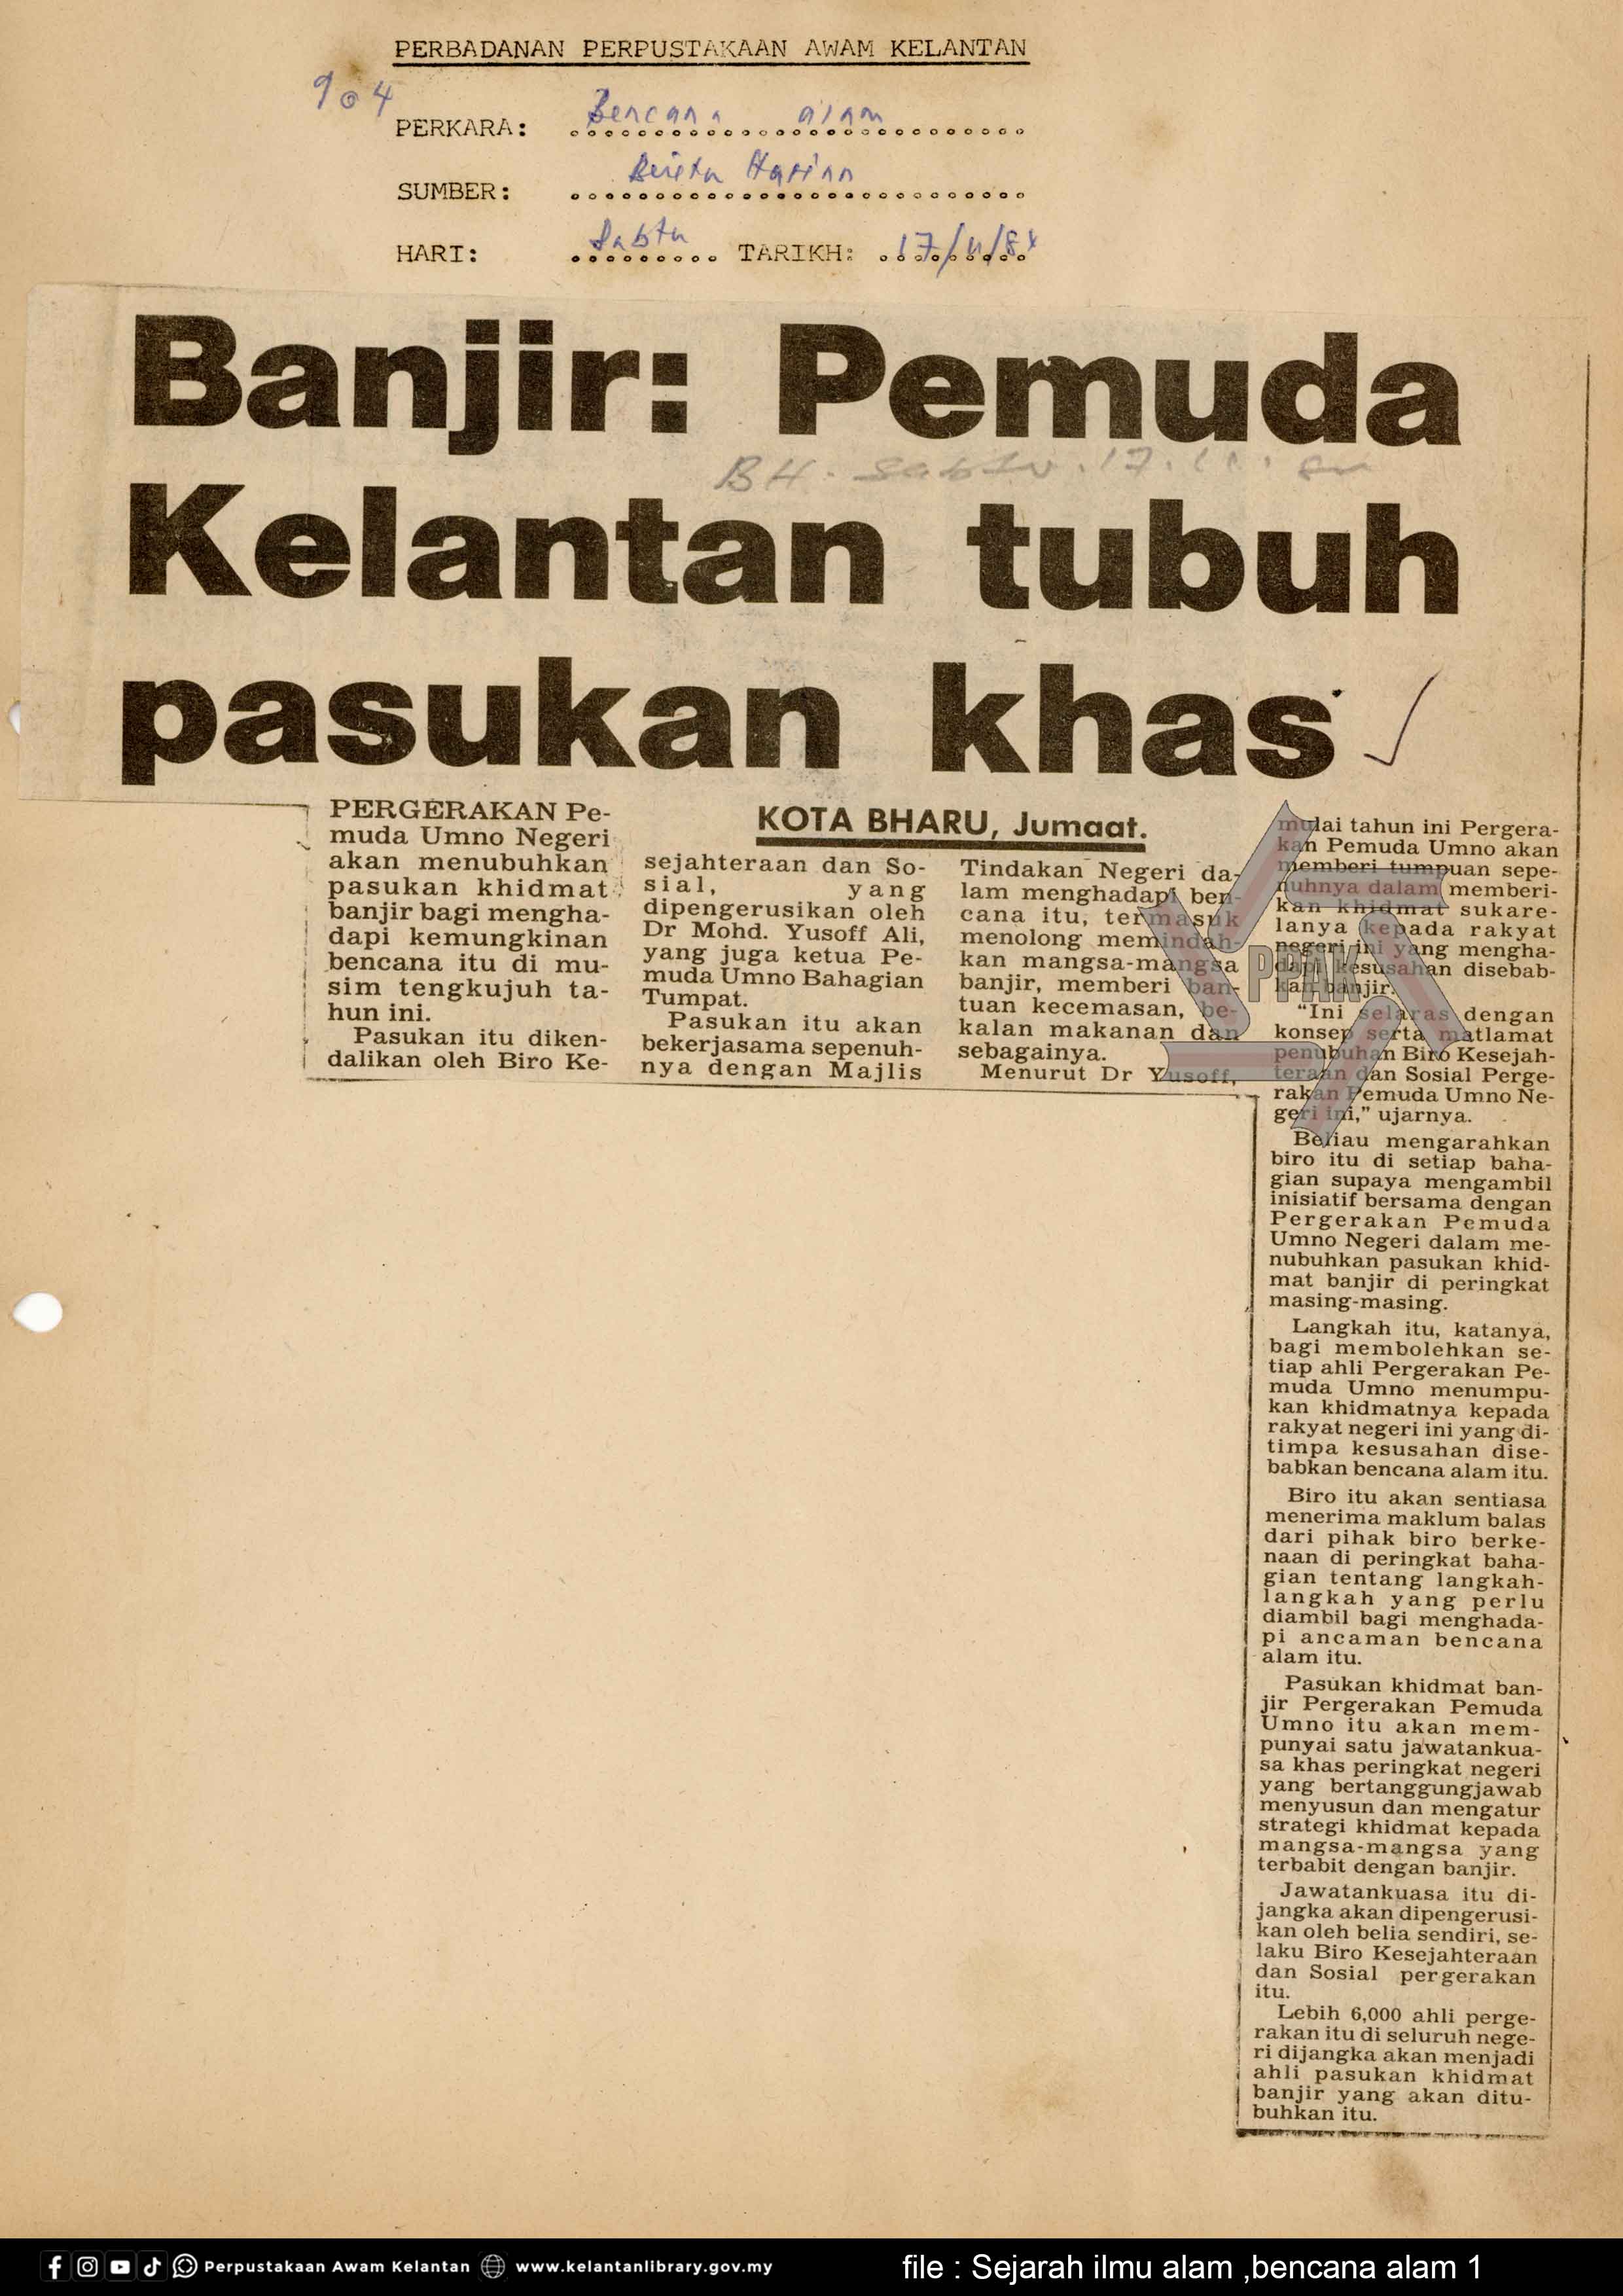 PERBADANAN PERPUSTAKAAN AWAM KELANTAN
904
PERKARA: Bencana alam
SUMBER: Berita Harian
HARI: Sabtu TARIKH: 17/11/84
Banjir: Pemuda
BH. Sabtu. 17.11.84
Kelantan tubuh
pasukan khas
KOTA BHARU, Jumaat.
PERGERAKAN Pe-
muda Umno Negeri
akan menubuhkan
pasukan khidmat
banjir bagi mengha-
dapi kemungkinan
bencana itu di mu-
sim tengkujuh ta-
hun ini.
Pasukan itu diken-
dalikan oleh Biro Ke-
sejahteraan dan So-
sial, yang
dipengerusikan oleh
Dr Mohd. Yusoff Ali,
yang juga ketua Pe-
muda Umno Bahagian
Tumpat.
Pasukan itu akan
bekerjasama sepenuh-
nya dengan Majlis
Tindakan Negeri da-
lam menghadapi ben-
cana itu, termasuk
menolong memindah-
kan mangsa-mangsa
banjir, memberi ban-
tuan kecemasan, be-
kalan makanan dan
sebagainya.
Menurut Dr Yusoff,
mulai tahun ini Pergera-
kan Pemuda Umno akan
memberi tumpuan sepe-
nuhnya dalam memberi-
kan khidmat sukare-
lanya kepada rakyat
negeri ini yang mengha-
dapi kesusahan disebab-
kan banjir.
"Ini selaras dengan
konsep serta matlamat
penubuhan Biro Kesejah-
teraan dan Sosial Perge-
rakan Pemuda Umno Ne-
geri ini," ujarnya.
Beliau mengarahkan
biro itu di setiap baha-
gian supaya mengambil
inisiatif bersama dengan
Pergerakan Pemuda
Umno Negeri dalam me-
nubuhkan pasukan khid-
mat banjir di peringkat
masing-masing.
Langkah itu, katanya,
bagi membolehkan se-
tiap ahli Pergerakan Pe-
muda Umno menumpu-
kan khidmatnya kepada
rakyat negeri ini yang di-
timpa kesusahan dise-
babkan bencana alam itu.
Biro itu akan sentiasa
menerima maklum balas
dari pihak biro berke-
naan di peringkat baha-
gian tentang langkah-
langkah yang perlu
diambil bagi menghada-
pi ancaman bencana
alam itu.
Pasukan khidmat ban-
jir Pergerakan Pemuda
Umno itu akan mem-
punyai satu jawatankua-
sa khas peringkat negeri
yang bertanggungjawab
menyusun dan mengatur
strategi khidmat kepada
mangsa-mangsa yang
terbabit dengan banjir.
Jawatankuasa itu di-
jangka akan dipengerusi-
kan oleh belia sendiri, se-
laku Biro Kesejahteraan
dan Sosial pergerakan
itu.
Lebih 6,000 ahli perge-
rakan itu di seluruh nege-
ri dijangka akan menjadi
ahli pasukan khidmat
banjir yang akan ditu-
buhkan itu.
PPAK
Perpustakaan Awam Kelantan www.kelantanlibrary.gov.my
file : Sejarah ilmu alam ,bencana alam 1